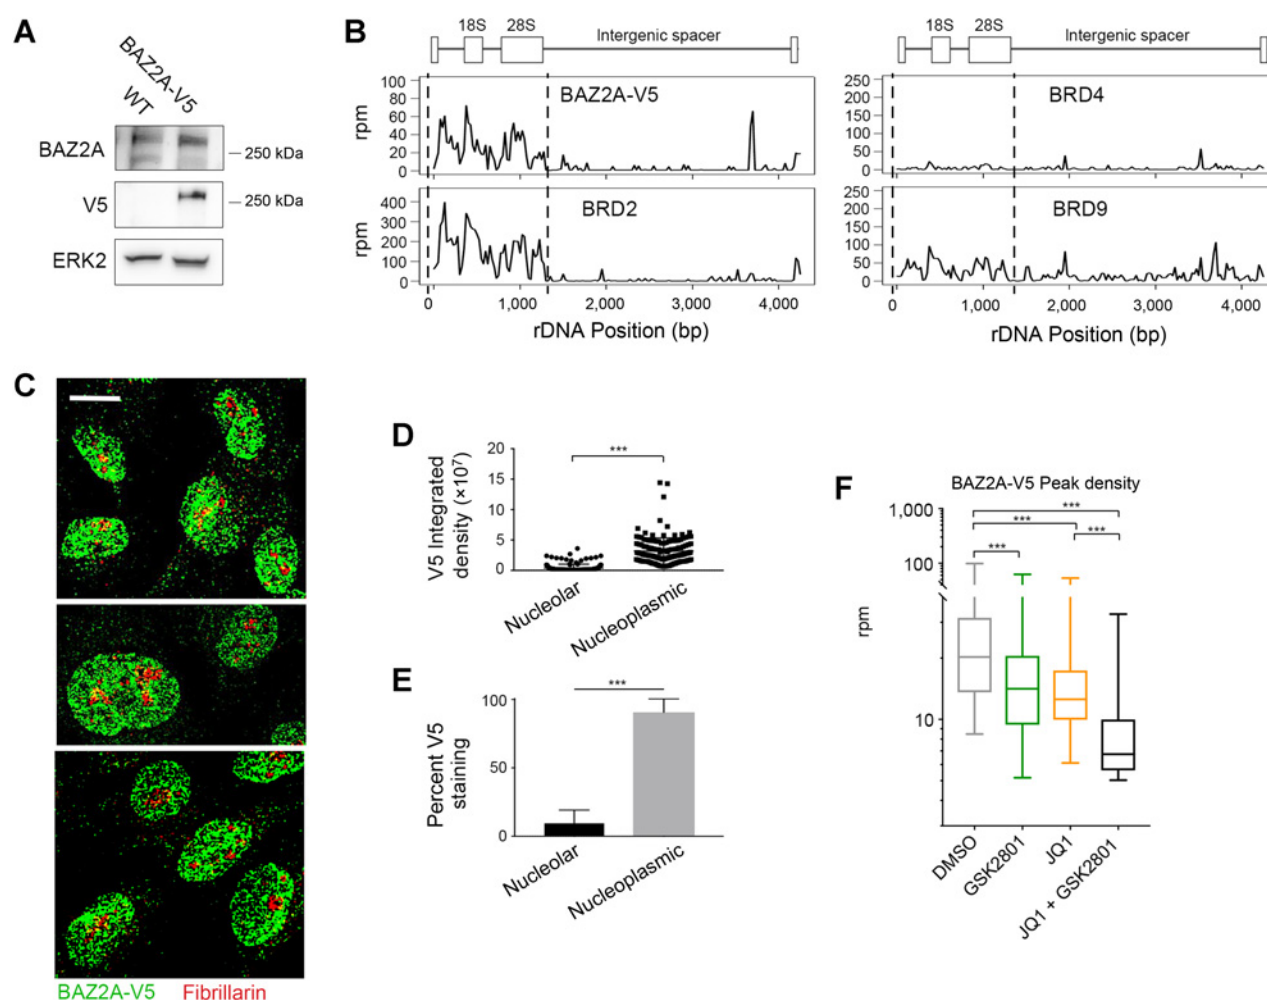 A
WT
BAZ2A-V5
BAZ2A
250 kDa
V5
250 kDa
ERK2
B
18S
28S
Intergenic spacer
100
80
60
40
20
0
rpm
BAZ2A-V5
400
300
200
100
0
rpm
BRD2
0
1,000
2,000
3,000
4,000
rDNA Position (bp)
18S
28S
Intergenic spacer
250
200
150
100
50
0
BRD4
250
200
150
100
50
0
BRD9
0
1,000
2,000
3,000
4,000
rDNA Position (bp)
C
BAZ2A-V5
Fibrillarin
D
V5 Integrated
density (×10⁷)
20
15
10
5
0
***
Nucleolar
Nucleoplasmic
E
Percent V5
staining
100
50
0
***
Nucleolar
Nucleoplasmic
F
BAZ2A-V5 Peak density
1,000
100
10
rpm
***
***
***
***
DMSO
GSK2801
JQ1
JQ1 + GSK2801